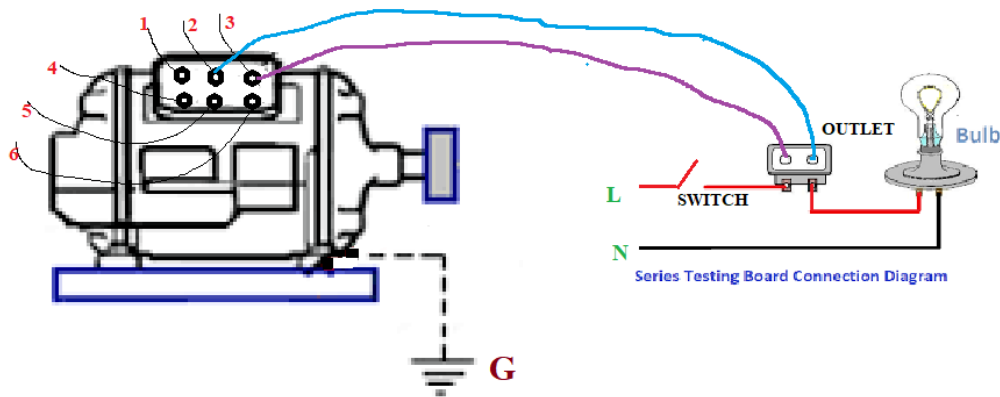 1 2 3
4
5
6
OUTLET
Bulb
L
SWITCH
N
Series Testing Board Connection Diagram
G